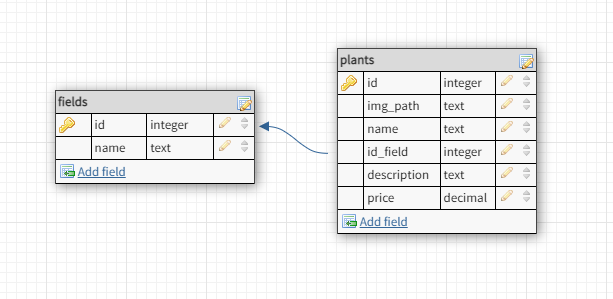 fields
id integer
name text
Add field
plants
id integer
img_path text
name text
id_field integer
description text
price decimal
Add field